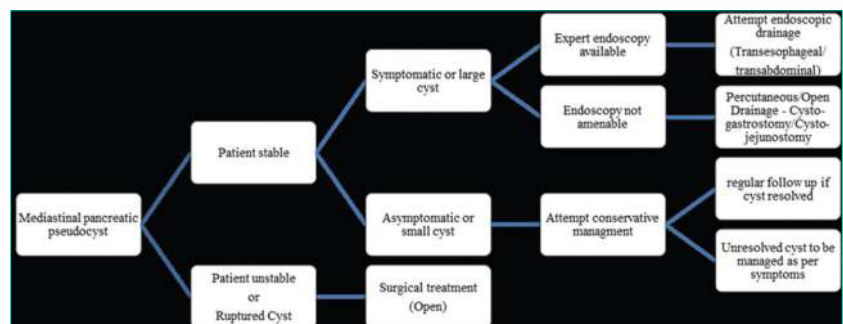 Mediastinal pancreatic
pseudocyst
Patient stable
Patient unstable
or
Ruptured Cyst
Symptomatic or large
cyst
Asymptomatic or
small cyst
Surgical treatment
(Open)
Expert endoscopy
available
Endoscopy not
amenable
Attempt conservative
managment
Attempt endoscopic
drainage
(Transesophageal/
transabdominal)
Percutaneous/Open
Drainage - Cysto-
gastrostomy/Cysto-
jejunostomy
regular follow up if
cyst resolved
Unresolved cyst to be
managed as per
symptoms